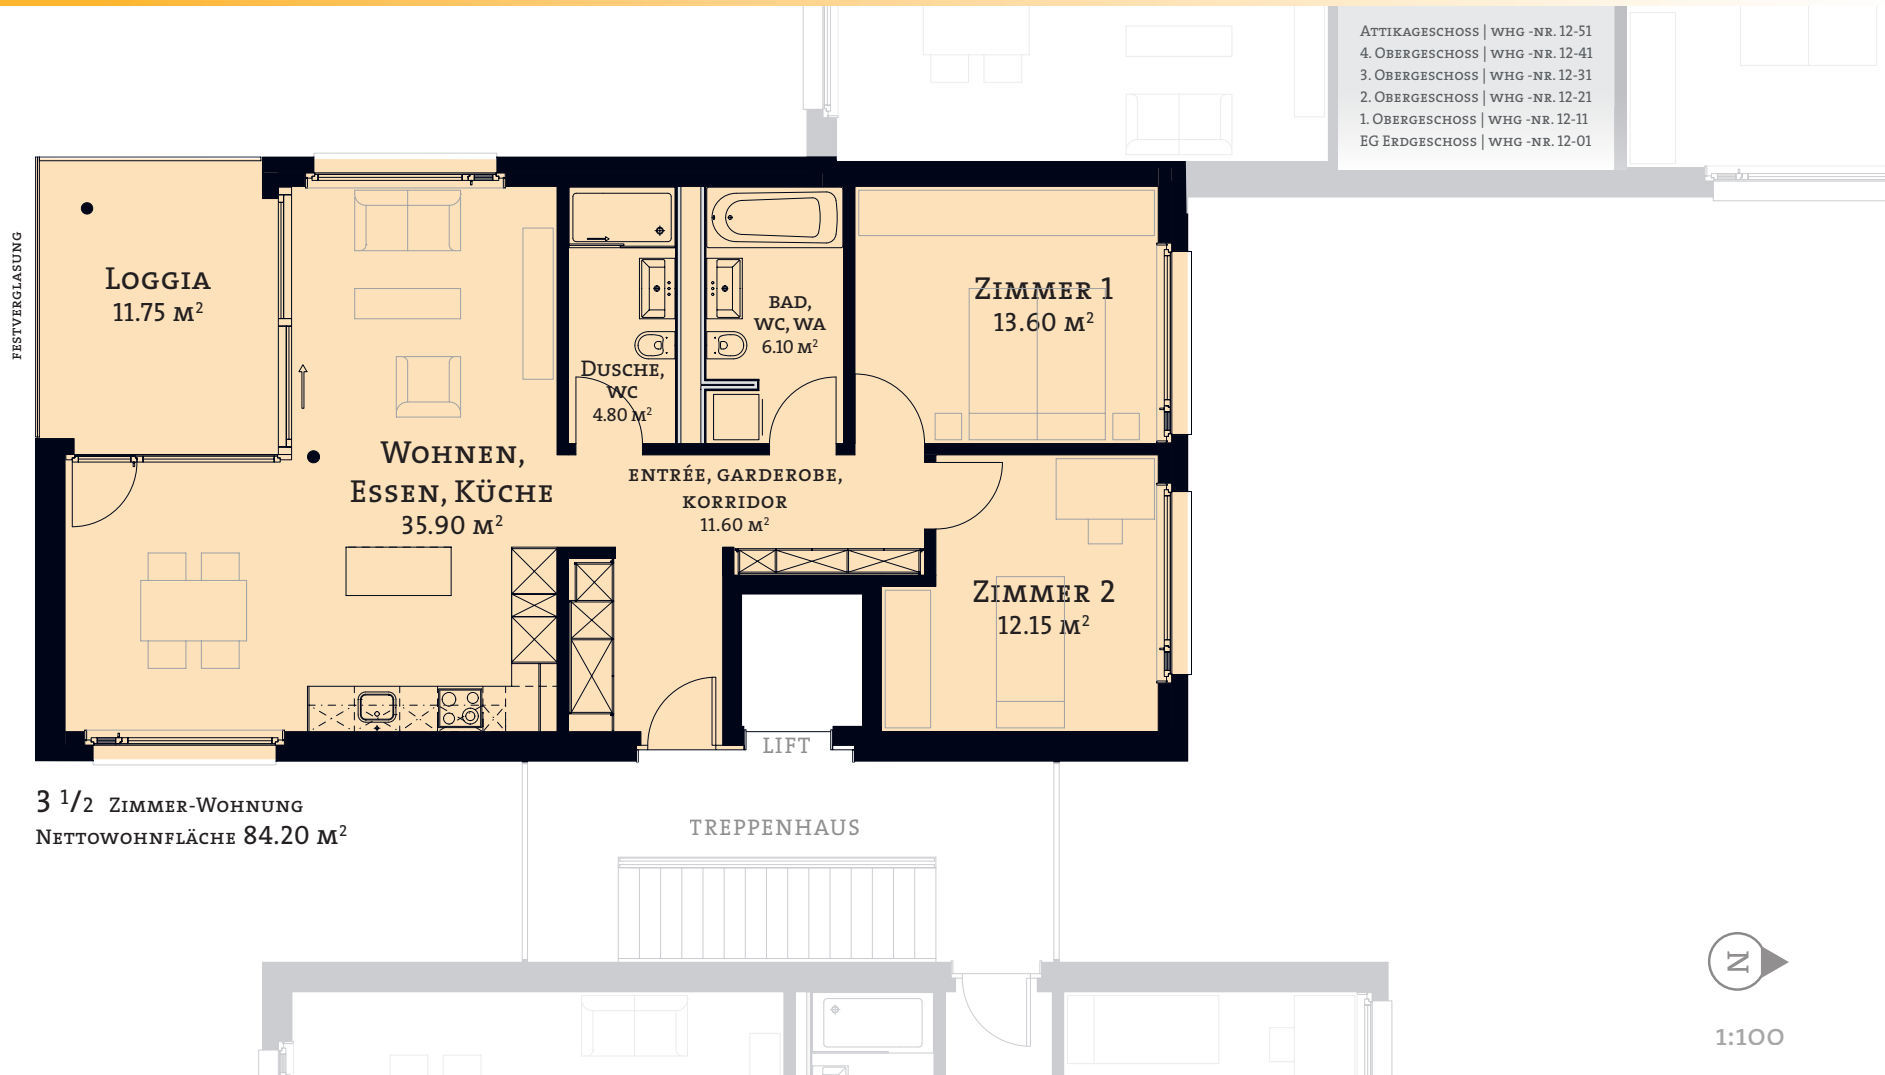 Attikageschoss | whg -nr. 12-51
4. Obergeschoss | whg -nr. 12-41
3. Obergeschoss | whg -nr. 12-31
2. Obergeschoss | whg -nr. 12-21
1. Obergeschoss | whg -nr. 12-11
EG Erdgeschoss | whg -nr. 12-01
festverglasung
Loggia
11.75 m²
bad,
wc, wa
6.10 m²
Zimmer 1
13.60 m²
Dusche,
wc
4.80 m²
Wohnen,
Essen, Küche
35.90 m²
entrée, garderobe,
korridor
11.60 m²
Zimmer 2
12.15 m²
LIFT
3 1/2 Zimmer-Wohnung
Nettowohnfläche 84.20 m²
TREPPENHAUS
N
1:100